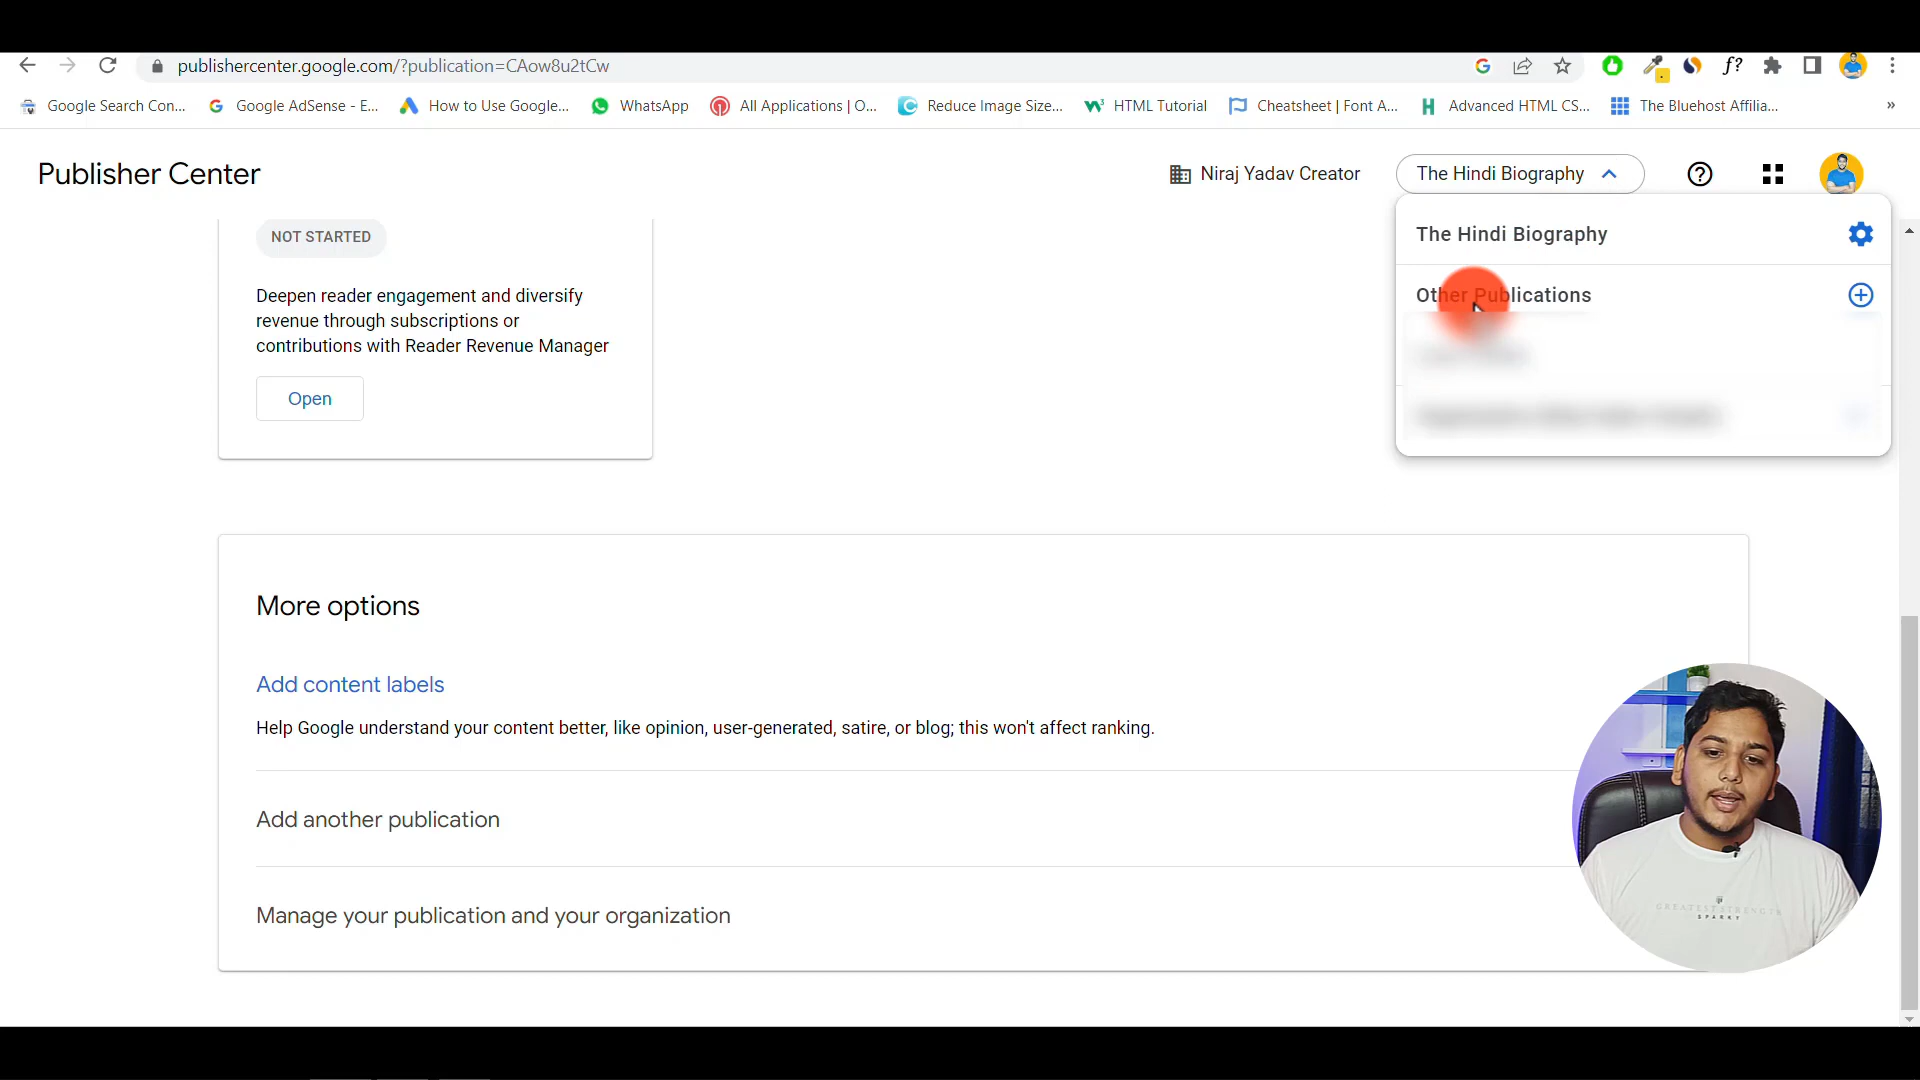 publishercenter.google.com/?publication=CAow8u2tCw
f?
Google Search Con...
Google AdSense - E...
How to Use Google...
WhatsApp
All Applications | O...
Reduce Image Size...
HTML Tutorial
Cheatsheet | Font A...
Advanced HTML CS...
The Bluehost Affilia...
»
Publisher Center
Niraj Yadav Creator
The Hindi Biography
The Hindi Biography
Other Publications
NOT STARTED
Deepen reader engagement and diversify
revenue through subscriptions or
contributions with Reader Revenue Manager
Open
More options
Add content labels
Help Google understand your content better, like opinion, user-generated, satire, or blog; this won't affect ranking.
Add another publication
Manage your publication and your organization
GREATEST STRENGTH
SPARKY